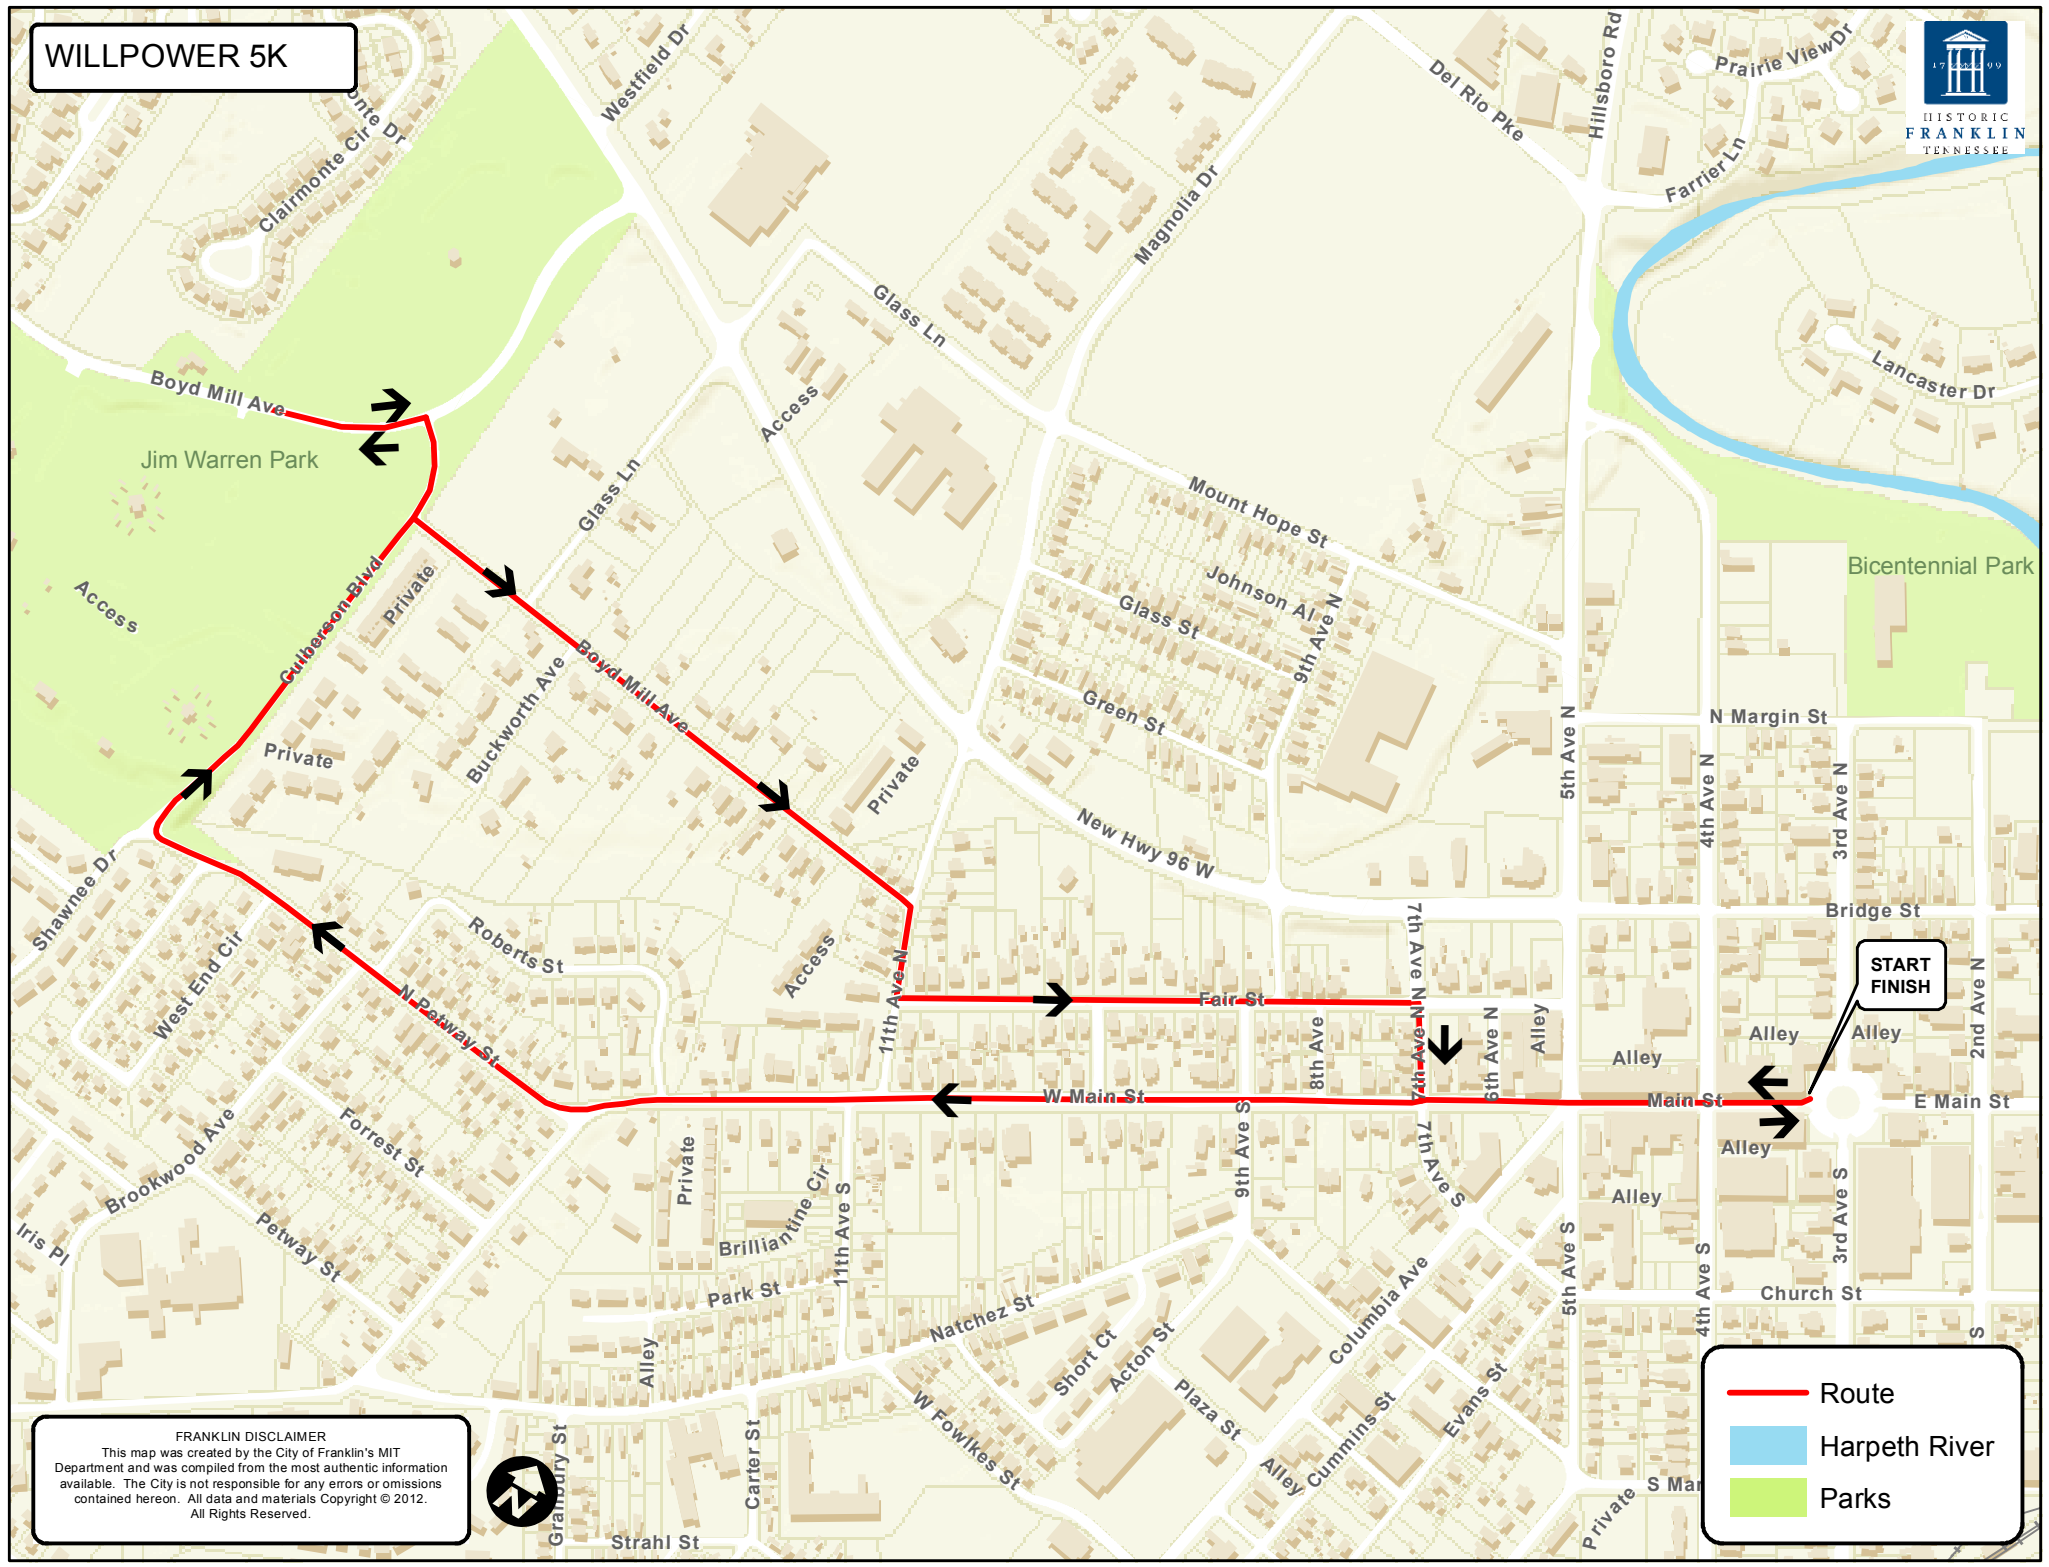 WILLPOWER 5K
onte Dr
Clairmonte Cir
Westfield Dr
Del Rio Pke
Hillsboro Rd
Prairie View Dr
Farrier Ln
HISTORIC
FRANKLIN
TENNESSEE
Magnolia Dr
Glass Ln
Lancaster Dr
Boyd Mill Ave
Access
Jim Warren Park
Glass Ln
Mount Hope St
Bicentennial Park
Johnson Al
Glass St
9th Ave N
Access
Culberson Blvd
Private
Boyd Mill Ave
Buckworth Ave
Green St
Private
Private
5th Ave N
N Margin St
4th Ave N
3rd Ave N
New Hwy 96 W
Shawnee Dr
West End Cir
Roberts St
Access
11th Ave N
7th Ave N
Bridge St
START
FINISH
2nd Ave N
N Petway St
Fair St
8th Ave
7th Ave N
6th Ave N
Alley
Alley
Alley
Alley
W Main St
Main St
E Main St
Alley
Forrest St
Brookwood Ave
Private
9th Ave S
7th Ave S
Iris Pl
Petway St
Brilliantine Cir
11th Ave S
Alley
3rd Ave S
5th Ave S
4th Ave S
Church St
Park St
Natchez St
Columbia Ave
S
Alley
Short Ct
Acton St
Plaza St
W Fowlkes St
Cummins St
Evans St
Alley
Granbury St
Carter St
Strahl St
Private
S Mar
N
Route
Harpeth River
Parks
FRANKLIN DISCLAIMER
This map was created by the City of Franklin's MIT
Department and was compiled from the most authentic information
available. The City is not responsible for any errors or omissions
contained hereon. All data and materials Copyright © 2012.
All Rights Reserved.